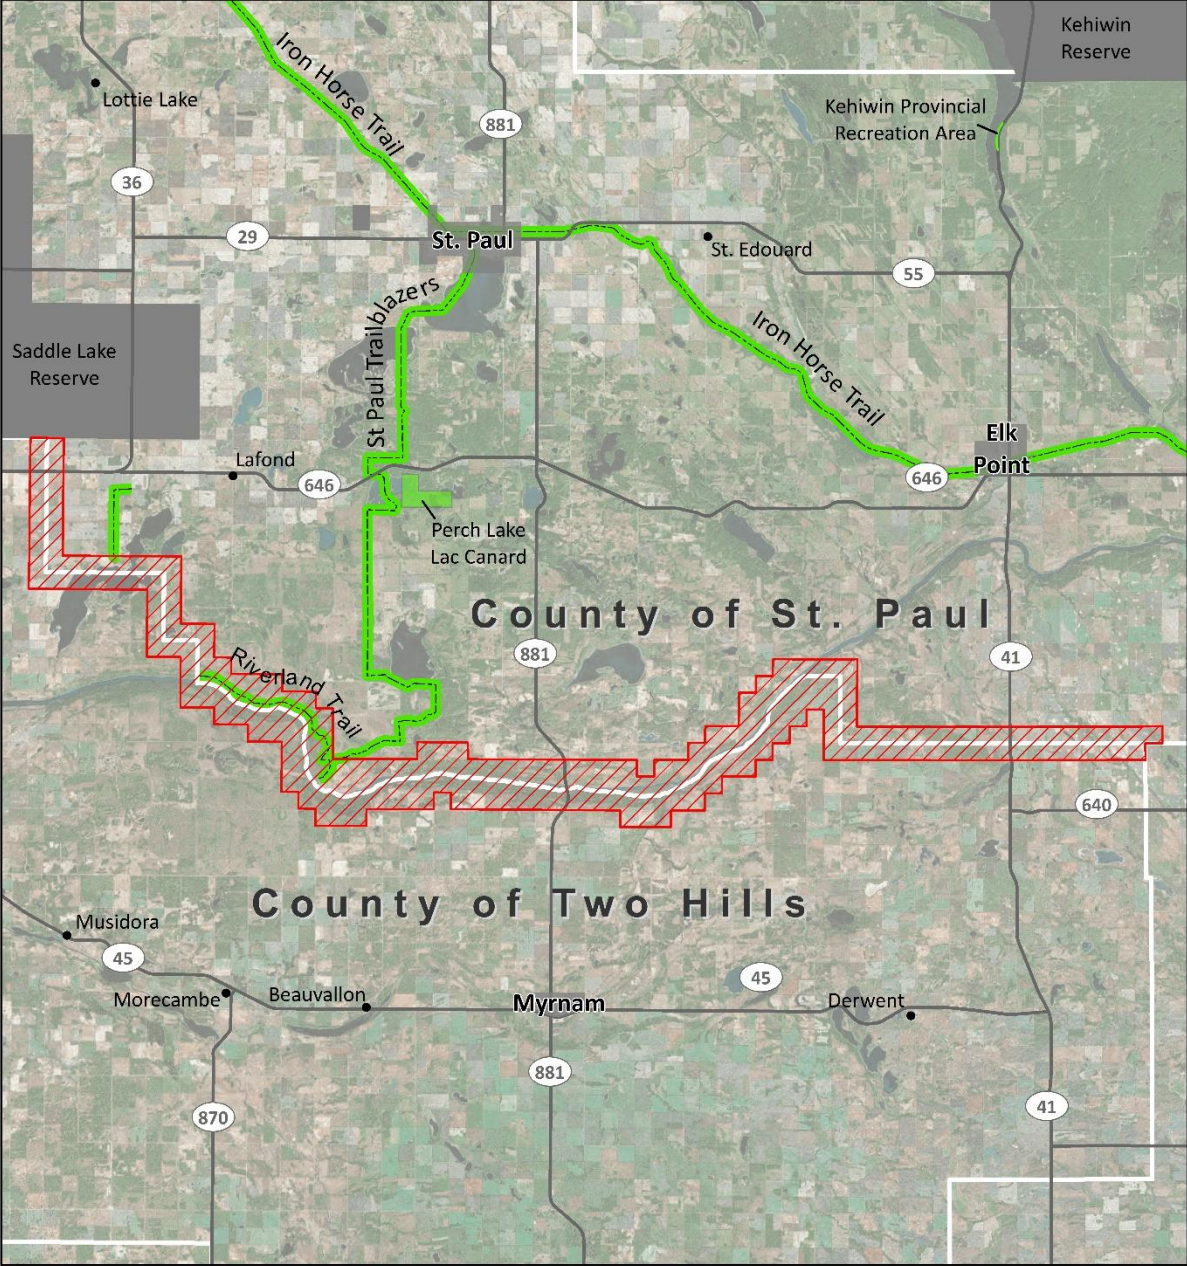 Kehiwin
Reserve
Iron Horse Trail
Lottie Lake
Kehiwin Provincial
Recreation Area
881
36
29
St. Paul
St. Edouard
55
St Paul Trailblazers
Iron Horse Trail
Saddle Lake
Reserve
Elk
Point
Lafond
646
646
Perch Lake
Lac Canard
County of St. Paul
881
41
Riverland Trail
640
County of Two Hills
Musidora
45
45
Morecambe
Beauvallon
Myrnam
Derwent
881
870
41